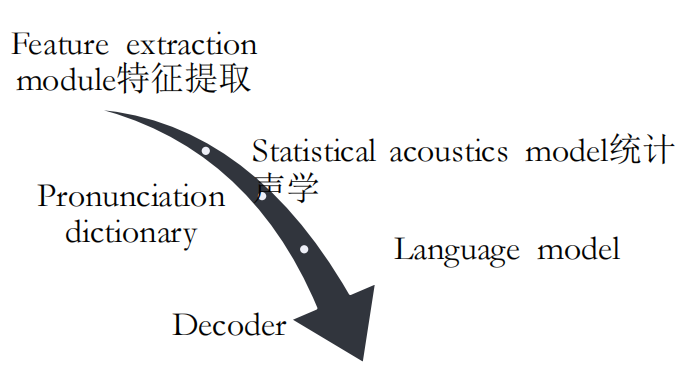 Feature extraction
module特征提取
Statistical acoustics model统计
声学
Pronunciation
dictionary
Language model
Decoder